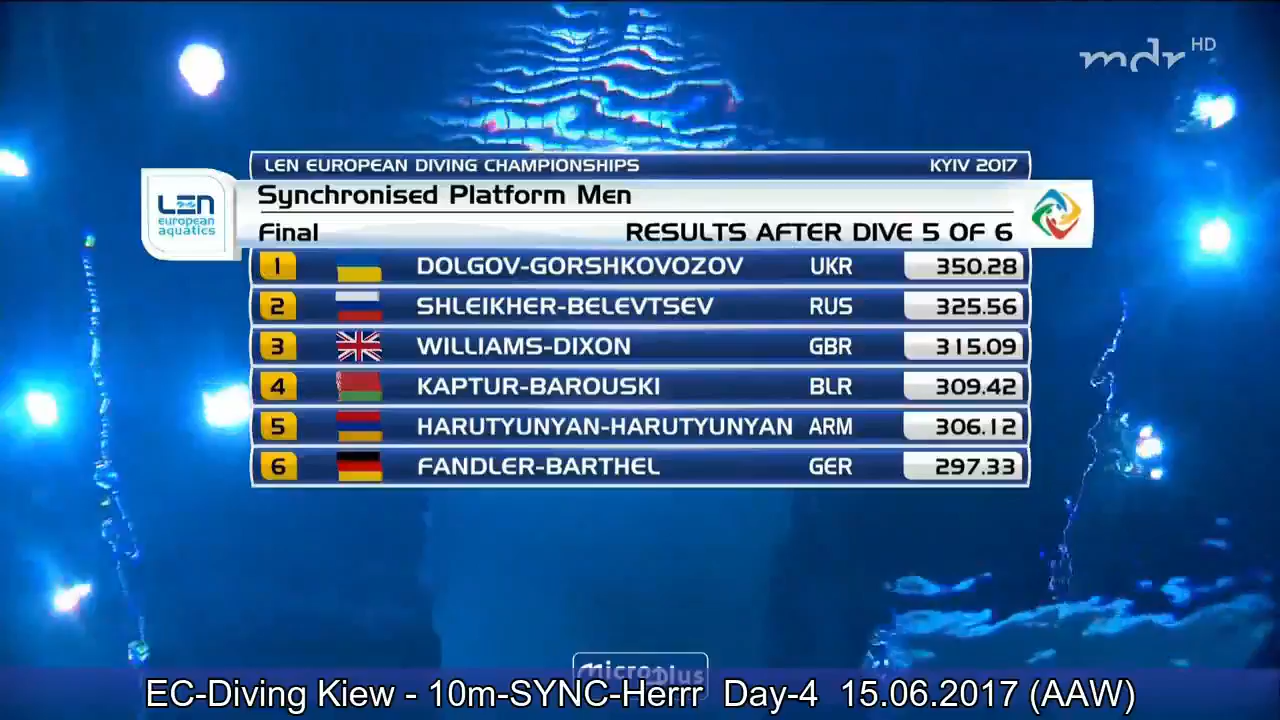 mdr HD
LEN EUROPEAN DIVING CHAMPIONSHIPS KYIV 2017
LEN european aquatics
Synchronised Platform Men
Final RESULTS AFTER DIVE 5 OF 6
1 DOLGOV-GORSHKOVOZOV UKR 350.28
2 SHLEIKHER-BELEVTSEV RUS 325.56
3 WILLIAMS-DIXON GBR 315.09
4 KAPTUR-BAROUSKI BLR 309.42
5 HARUTYUNYAN-HARUTYUNYAN ARM 306.12
6 FANDLER-BARTHEL GER 297.33
Microplus
EC-Diving Kiew - 10m-SYNC-Herrr Day-4 15.06.2017 (AAW)